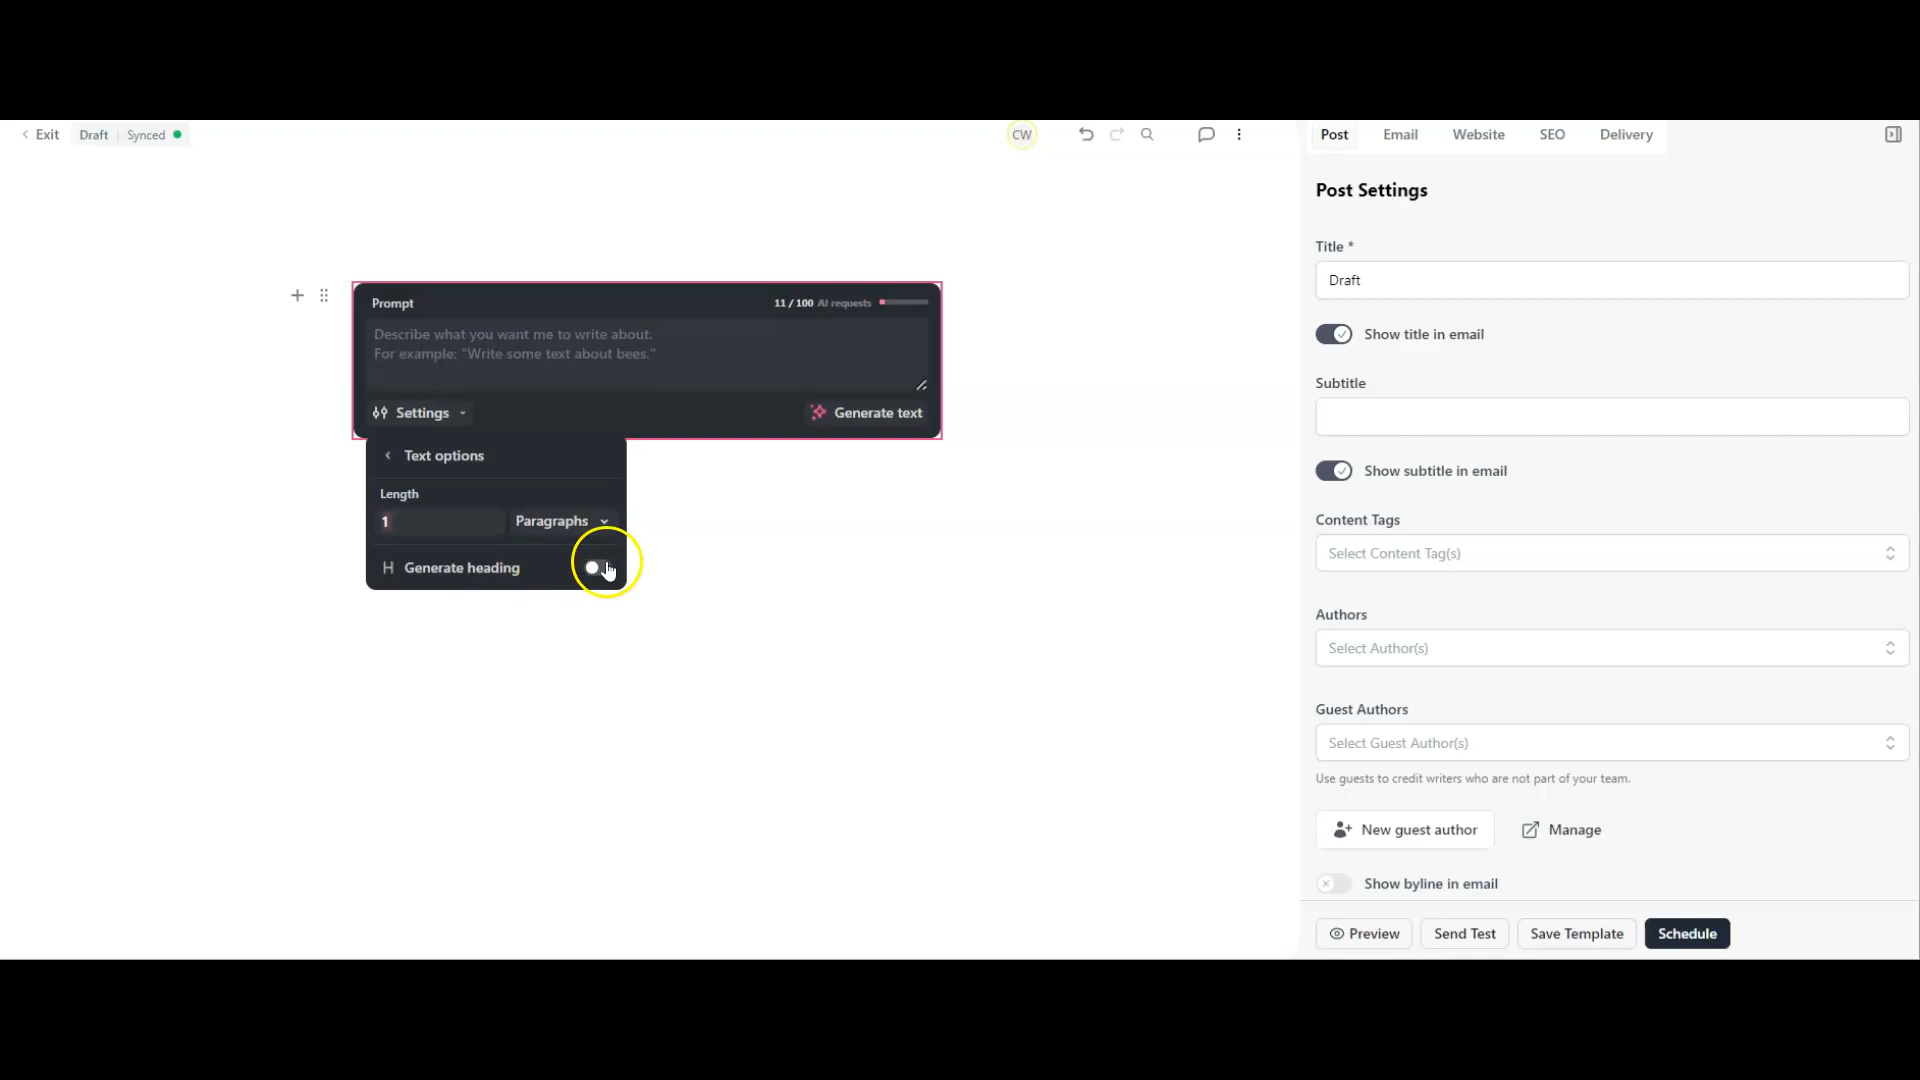 Exit
Draft | Synced
CW
Post
Email
Website
SEO
Delivery
Post Settings
Title *
Draft
Show title in email
Subtitle
Show subtitle in email
Content Tags
Select Content Tag(s)
Authors
Select Author(s)
Guest Authors
Select Guest Author(s)
Use guests to credit writers who are not part of your team.
New guest author
Manage
Show byline in email
Preview
Send Test
Save Template
Schedule
Prompt
11 / 100 AI requests
Describe what you want me to write about.
For example: "Write some text about bees."
Settings
Generate text
Text options
Length
1
Paragraphs
Generate heading